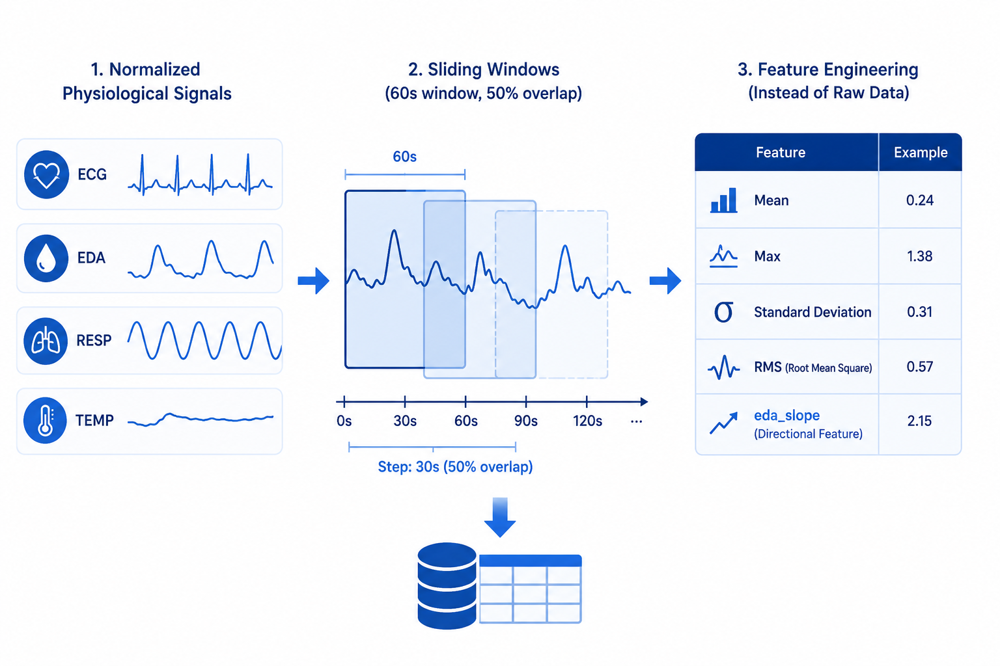 1. Normalized
Physiological Signals
ECG
EDA
RESP
TEMP
2. Sliding Windows
(60s window, 50% overlap)
60s
0s 30s 60s 90s 120s ...
Step: 30s (50% overlap)
3. Feature Engineering
(Instead of Raw Data)
Feature Example
Mean 0.24
Max 1.38
σ Standard Deviation 0.31
RMS (Root Mean Square) 0.57
eda_slope
(Directional Feature) 2.15